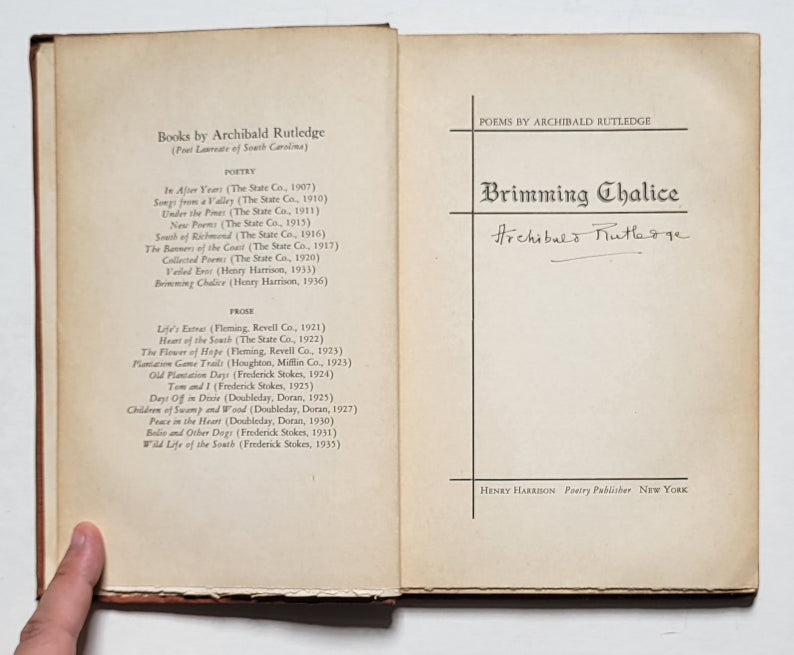 Books by Archibald Rutledge
(Poet Laureate of South Carolina)
POETRY
In After Years (The State Co., 1907)
Songs from a Valley (The State Co., 1910)
Under the Pines (The State Co., 1911)
New Poems (The State Co., 1915)
South of Richmond (The State Co., 1916)
The Banners of the Coast (The State Co., 1917)
Collected Poems (The State Co., 1920)
Veiled Eros (Henry Harrison, 1933)
Brimming Chalice (Henry Harrison, 1936)
PROSE
Life's Extras (Fleming, Revell Co., 1921)
Heart of the South (The State Co., 1922)
The Flower of Hope (Fleming, Revell Co., 1923)
Plantation Game Trails (Houghton, Mifflin Co., 1923)
Old Plantation Days (Frederick Stokes, 1924)
Tom and I (Frederick Stokes, 1925)
Days Off in Dixie (Doubleday, Doran, 1925)
Children of Swamp and Wood (Doubleday, Doran, 1927)
Peace in the Heart (Doubleday, Doran, 1930)
Bolio and Other Dogs (Frederick Stokes, 1931)
Wild Life of the South (Frederick Stokes, 1935)
POEMS BY ARCHIBALD RUTLEDGE
Brimming Chalice
Archibald Rutledge
HENRY HARRISON Poetry Publisher NEW YORK